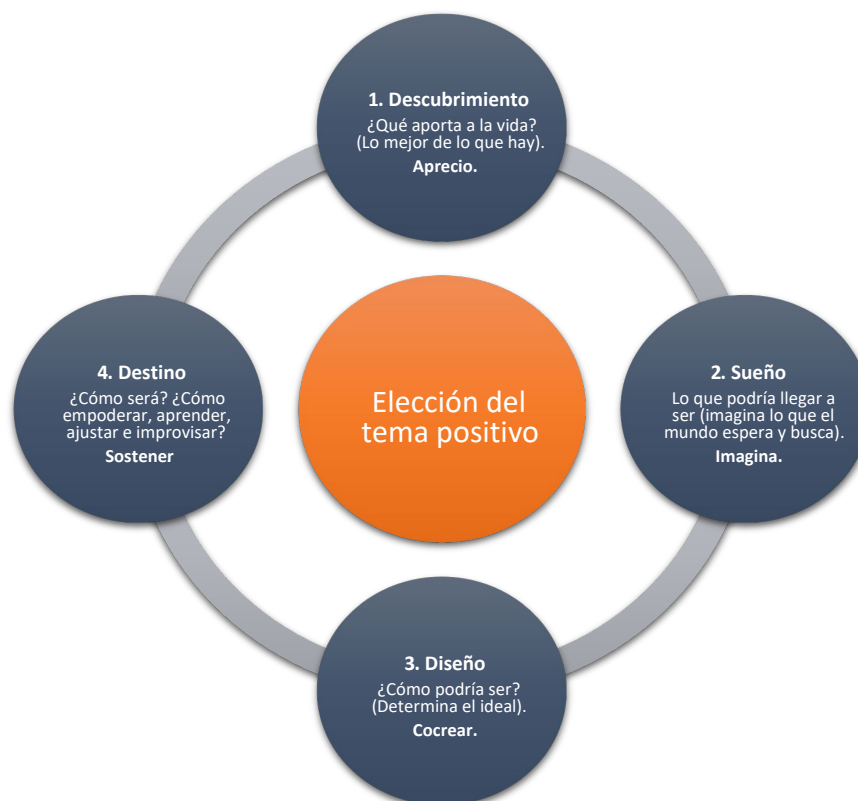 1. Descubrimiento
¿Qué aporta a la vida?
(Lo mejor de lo que hay).
Aprecio.
2. Sueño
Lo que podría llegar a
ser (imagina lo que el
mundo espera y busca).
Imagina.
3. Diseño
¿Cómo podría ser?
(Determina el ideal).
Cocrear.
4. Destino
¿Cómo será? ¿Cómo
empoderar, aprender,
ajustar e improvisar?
Sostener
Elección del
tema positivo